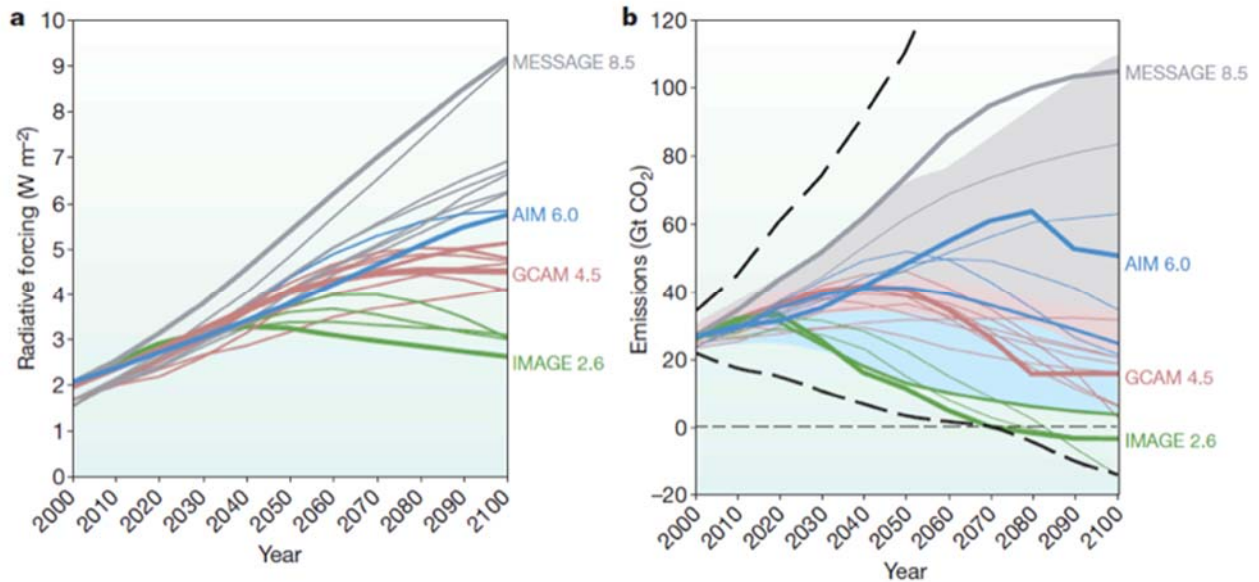 a
Radiative forcing (W m⁻²)
10
9
8
7
6
5
4
3
2
1
0
2000
2010
2020
2030
2040
2050
2060
2070
2080
2090
2100
Year
MESSAGE 8.5
AIM 6.0
GCAM 4.5
IMAGE 2.6
b
Emissions (Gt CO₂)
120
100
80
60
40
20
0
–20
2000
2010
2020
2030
2040
2050
2060
2070
2080
2090
2100
Year
MESSAGE 8.5
AIM 6.0
GCAM 4.5
IMAGE 2.6